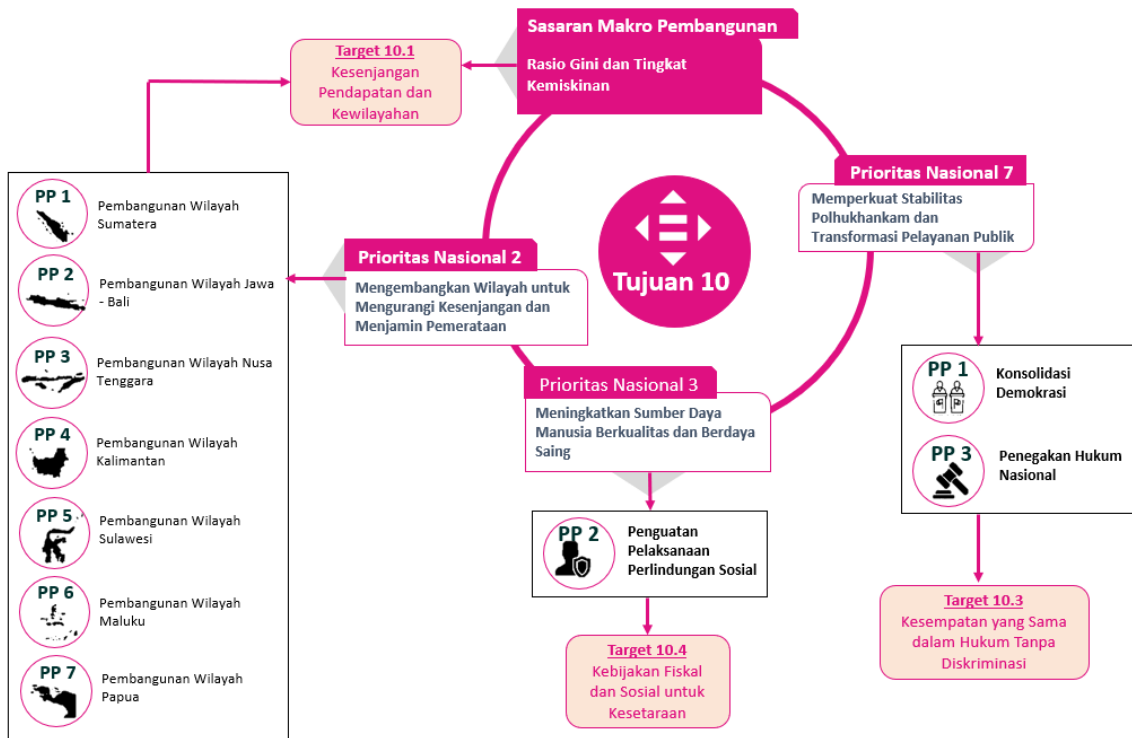 Sasaran Makro Pembangunan
Rasio Gini dan Tingkat
Kemiskinan
Target 10.1
Kesenjangan
Pendapatan dan
Kewilayahan
PP 1
Pembangunan Wilayah
Sumatera
PP 2
Pembangunan Wilayah Jawa
- Bali
PP 3
Pembangunan Wilayah Nusa
Tenggara
PP 4
Pembangunan Wilayah
Kalimantan
PP 5
Pembangunan Wilayah
Sulawesi
PP 6
Pembangunan Wilayah
Maluku
PP 7
Pembangunan Wilayah
Papua
Prioritas Nasional 2
Mengembangkan Wilayah untuk
Mengurangi Kesenjangan dan
Menjamin Pemerataan
Tujuan 10
Prioritas Nasional 7
Memperkuat Stabilitas
Polhukhankam dan
Transformasi Pelayanan Publik
Prioritas Nasional 3
Meningkatkan Sumber Daya
Manusia Berkualitas dan Berdaya
Saing
PP 2
Penguatan
Pelaksanaan
Perlindungan Sosial
Target 10.4
Kebijakan Fiskal
dan Sosial untuk
Kesetaraan
PP 1
Konsolidasi
Demokrasi
PP 3
Penegakan Hukum
Nasional
Target 10.3
Kesempatan yang Sama
dalam Hukum Tanpa
Diskriminasi